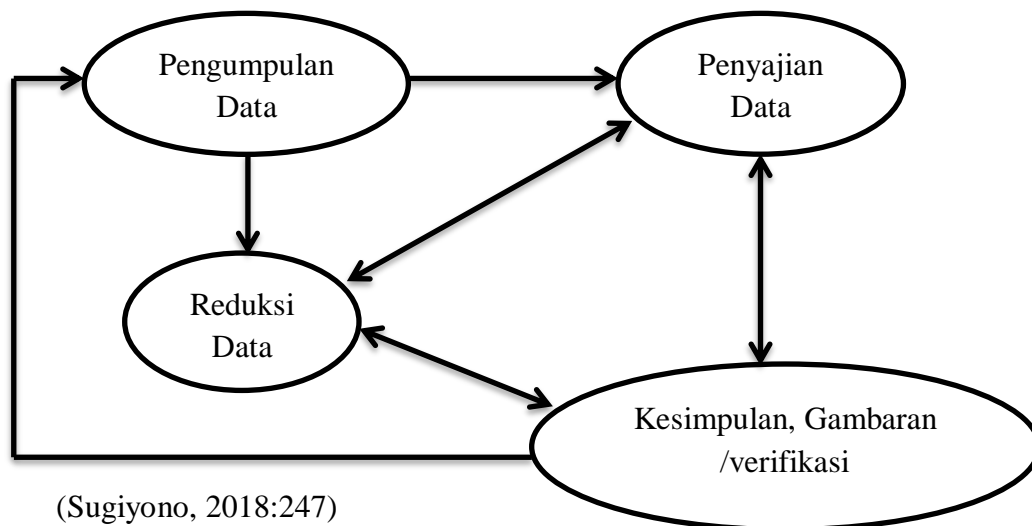 Pengumpulan
Data
Penyajian
Data
Reduksi
Data
Kesimpulan, Gambaran
/verifikasi
(Sugiyono, 2018:247)